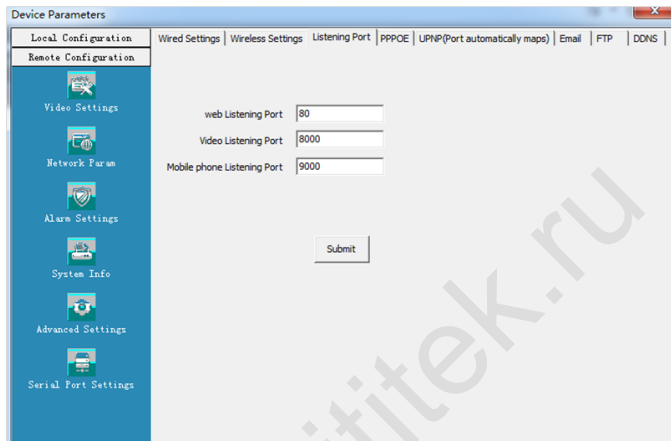 Device Parameters
Local Configuration
Remote Configuration
Video Settings
Network Param
Alarm Settings
System Info
Advanced Settings
Serial Port Settings
Wired Settings Wireless Settings Listening Port PPPOE UPNP(Port automatically maps) Email FTP DDNS
web Listening Port 80
Video Listening Port 8000
Mobile phone Listening Port 9000
Submit
ititek.ru